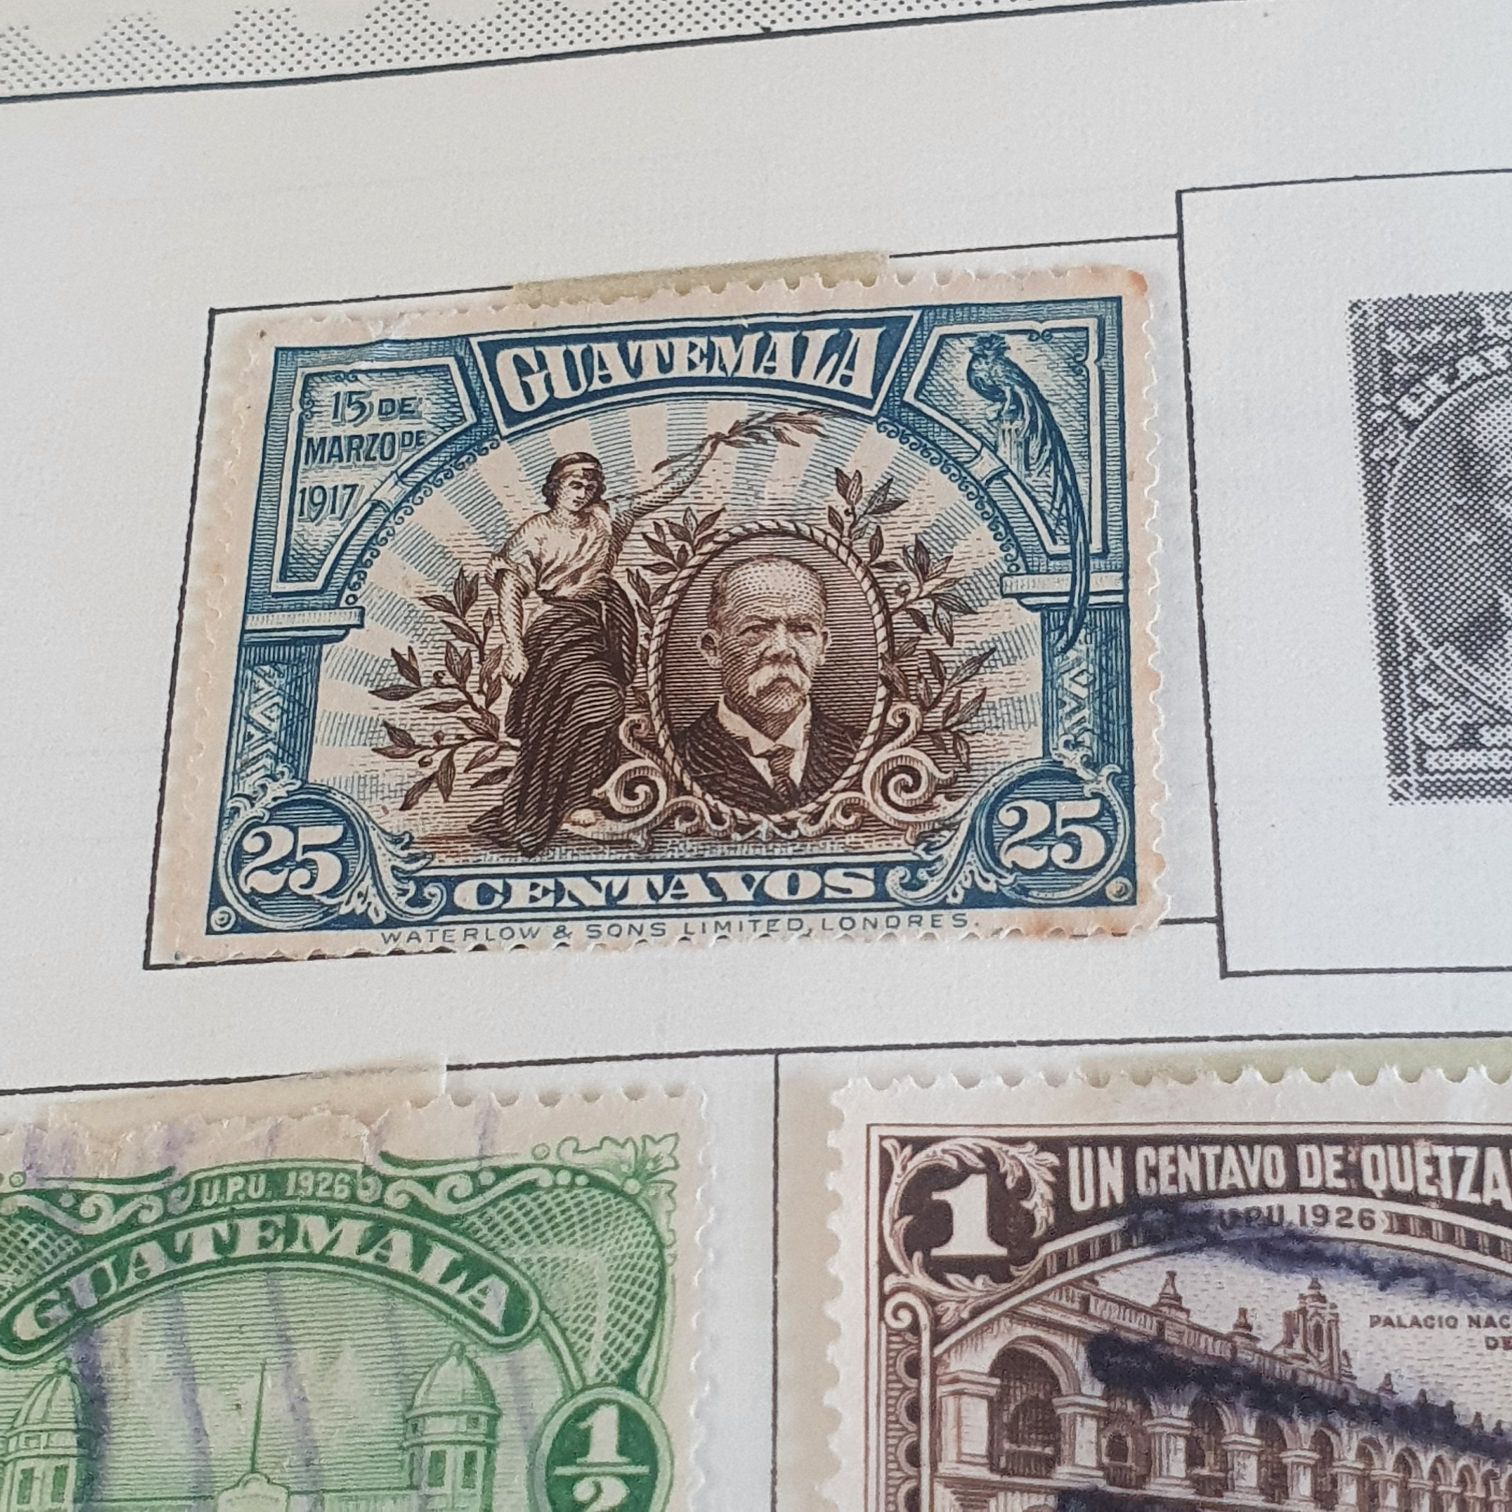 GUATEMALA
15 DE
MARZO DE
1917
25 25
CENTAVOS
WATERLOW & SONS LIMITED, LONDRES.
U.P.U. 1926
GUATEMALA
1/2
1 UN CENTAVO DE QUETZA
U.P.U. 1926
PALACIO NAC
DE